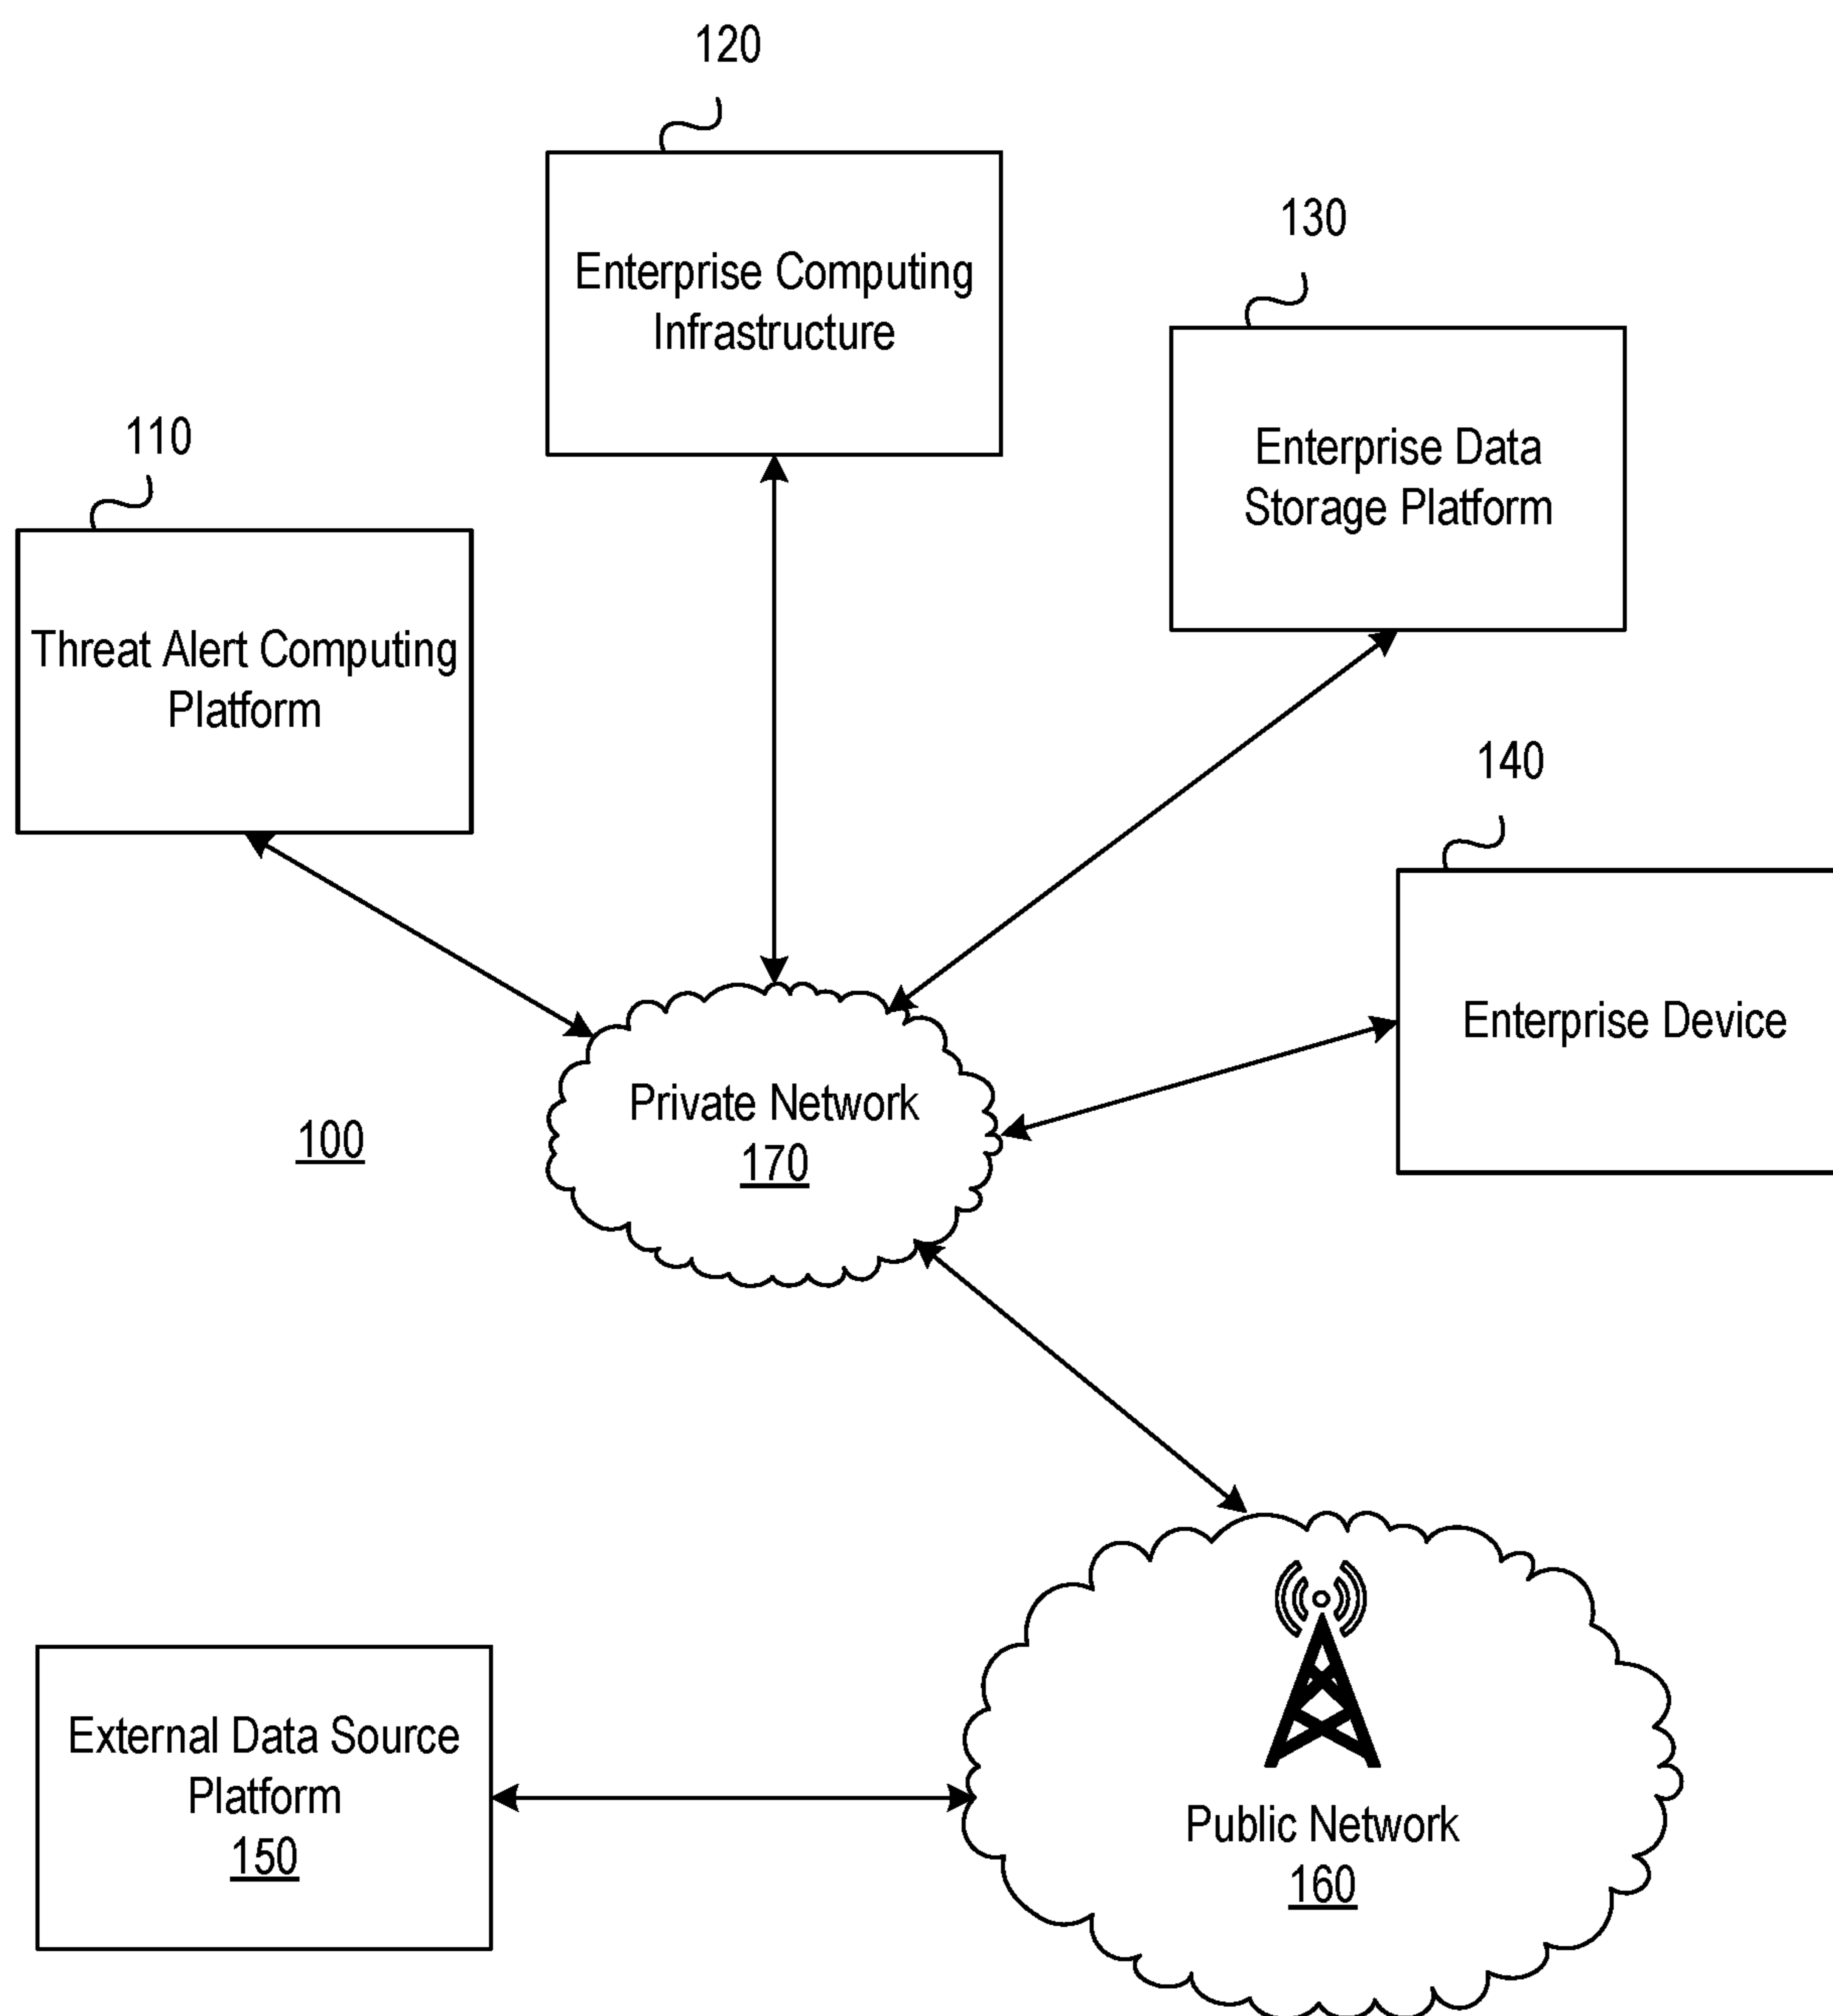 120
Enterprise Computing
Infrastructure
130
Enterprise Data
Storage Platform
110
Threat Alert Computing
Platform
140
Enterprise Device
Private Network
170
100
External Data Source
Platform
150
Public Network
160